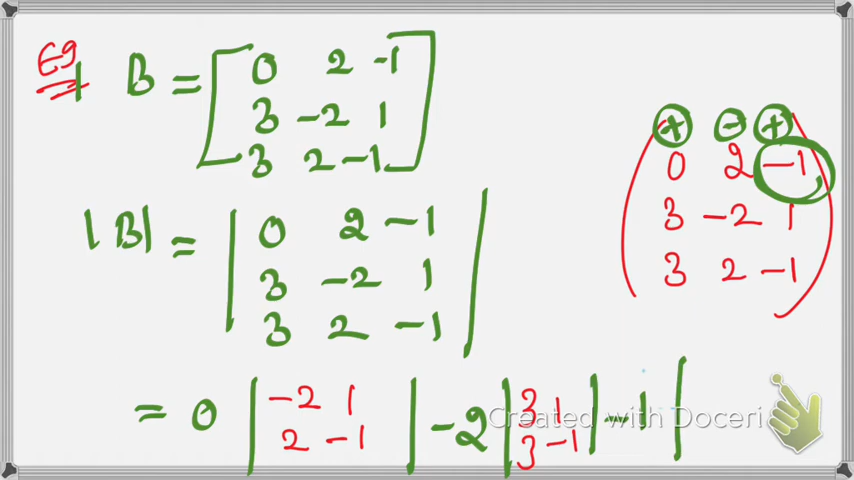 Eg B = [ 0 2 -1
3 -2 1
3 2 -1 ]
+ - +
( 0 2 -1
3 -2 1
3 2 -1 )
|B| = | 0 2 -1 |
| 3 -2 1 |
| 3 2 -1 |
= 0 | -2 1 | -2 | 3 1 | -1 |
| 2 -1 | | 3 -1 |
Created with Doceri